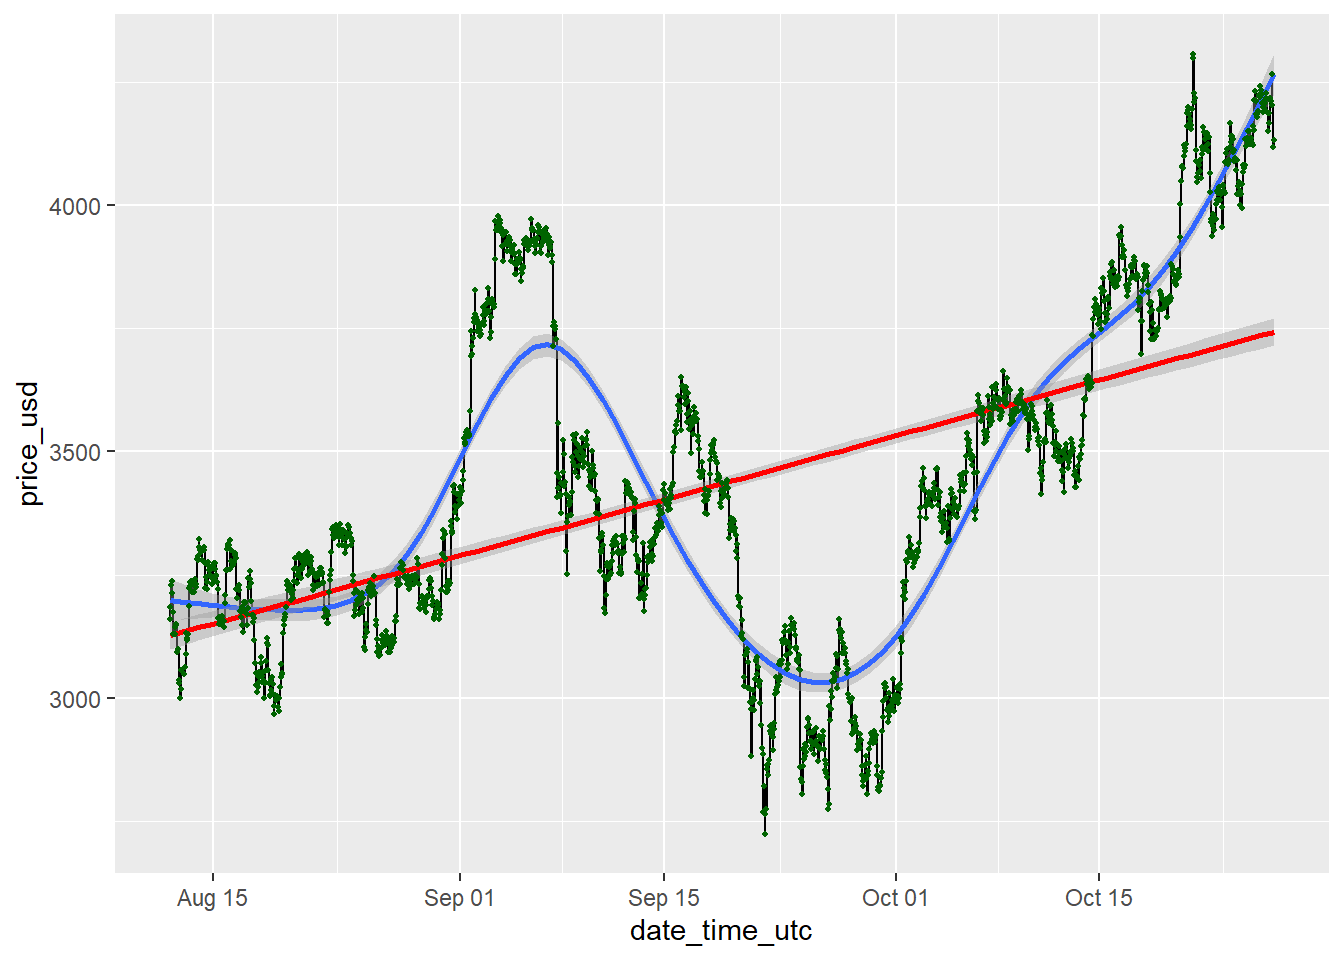 price_usd
4000
3500
3000
Aug 15
Sep 01
Sep 15
Oct 01
Oct 15
date_time_utc